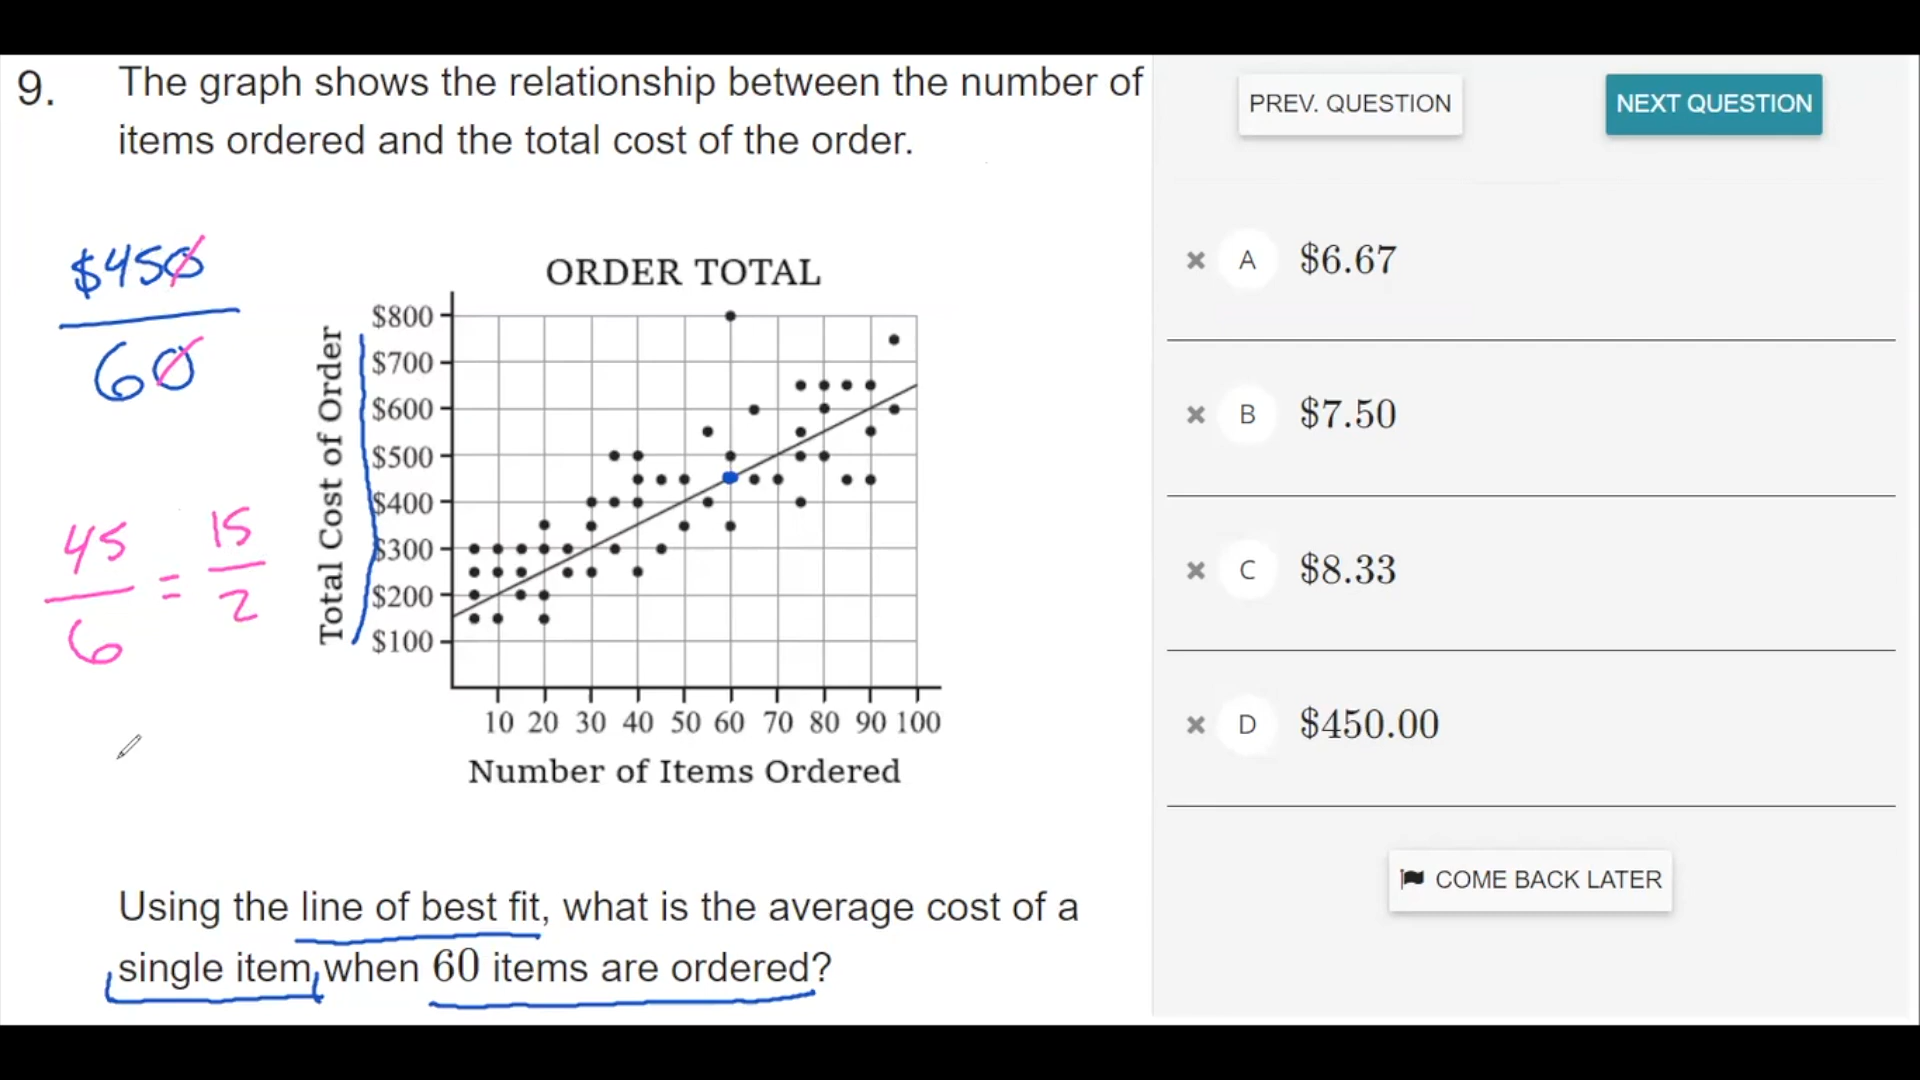 9. The graph shows the relationship between the number of
items ordered and the total cost of the order.
$450
60
45 = 15
6 2
ORDER TOTAL
Total Cost of Order
$800
$700
$600
$500
$400
$300
$200
$100
10 20 30 40 50 60 70 80 90 100
Number of Items Ordered
Using the line of best fit, what is the average cost of a
single item when 60 items are ordered?
PREV. QUESTION NEXT QUESTION
A $6.67
B $7.50
C $8.33
D $450.00
COME BACK LATER